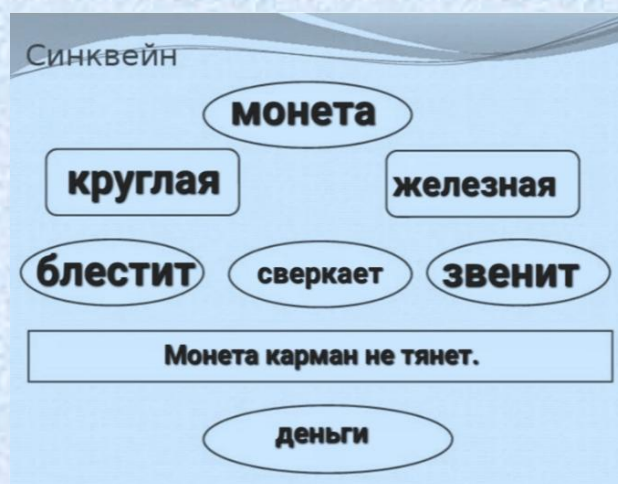 Синквейн
монета
круглая железная
блестит сверкает звенит
Монета карман не тянет.
деньги